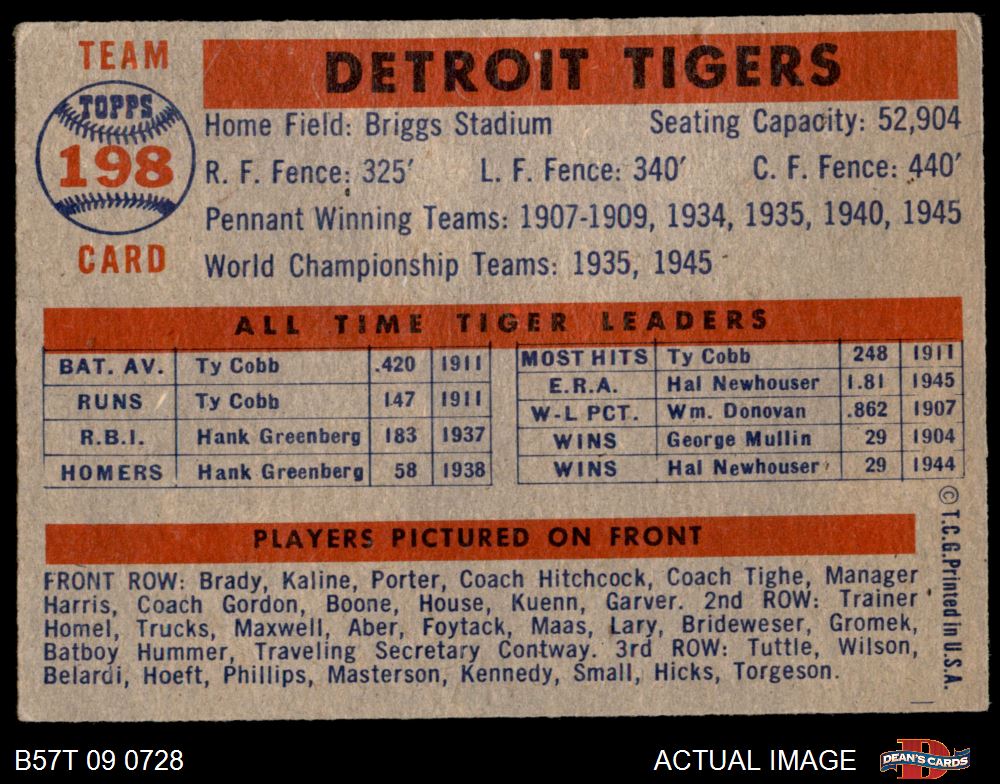 TEAM
TOPPS
198
CARD
DETROIT TIGERS
Home Field: Briggs Stadium Seating Capacity: 52,904
R. F. Fence: 325′ L. F. Fence: 340′ C. F. Fence: 440′
Pennant Winning Teams: 1907-1909, 1934, 1935, 1940, 1945
World Championship Teams: 1935, 1945
ALL TIME TIGER LEADERS
BAT. AV. Ty Cobb .420 1911
RUNS Ty Cobb 147 1911
R.B.I. Hank Greenberg 183 1937
HOMERS Hank Greenberg 58 1938
MOST HITS Ty Cobb 248 1911
E.R.A. Hal Newhouser 1.81 1945
W-L PCT. Wm. Donovan .862 1907
WINS George Mullin 29 1904
WINS Hal Newhouser 29 1944
PLAYERS PICTURED ON FRONT
FRONT ROW: Brady, Kaline, Porter, Coach Hitchcock, Coach Tighe, Manager
Harris, Coach Gordon, Boone, House, Kuenn, Garver. 2nd ROW: Trainer
Homel, Trucks, Maxwell, Aber, Foytack, Maas, Lary, Brideweser, Gromek,
Batboy Hummer, Traveling Secretary Contway. 3rd ROW: Tuttle, Wilson,
Belardi, Hoeft, Phillips, Masterson, Kennedy, Small, Hicks, Torgeson.
© T.C.G. Printed in U.S.A.
B57T 09 0728
ACTUAL IMAGE
DEAN'S CARDS